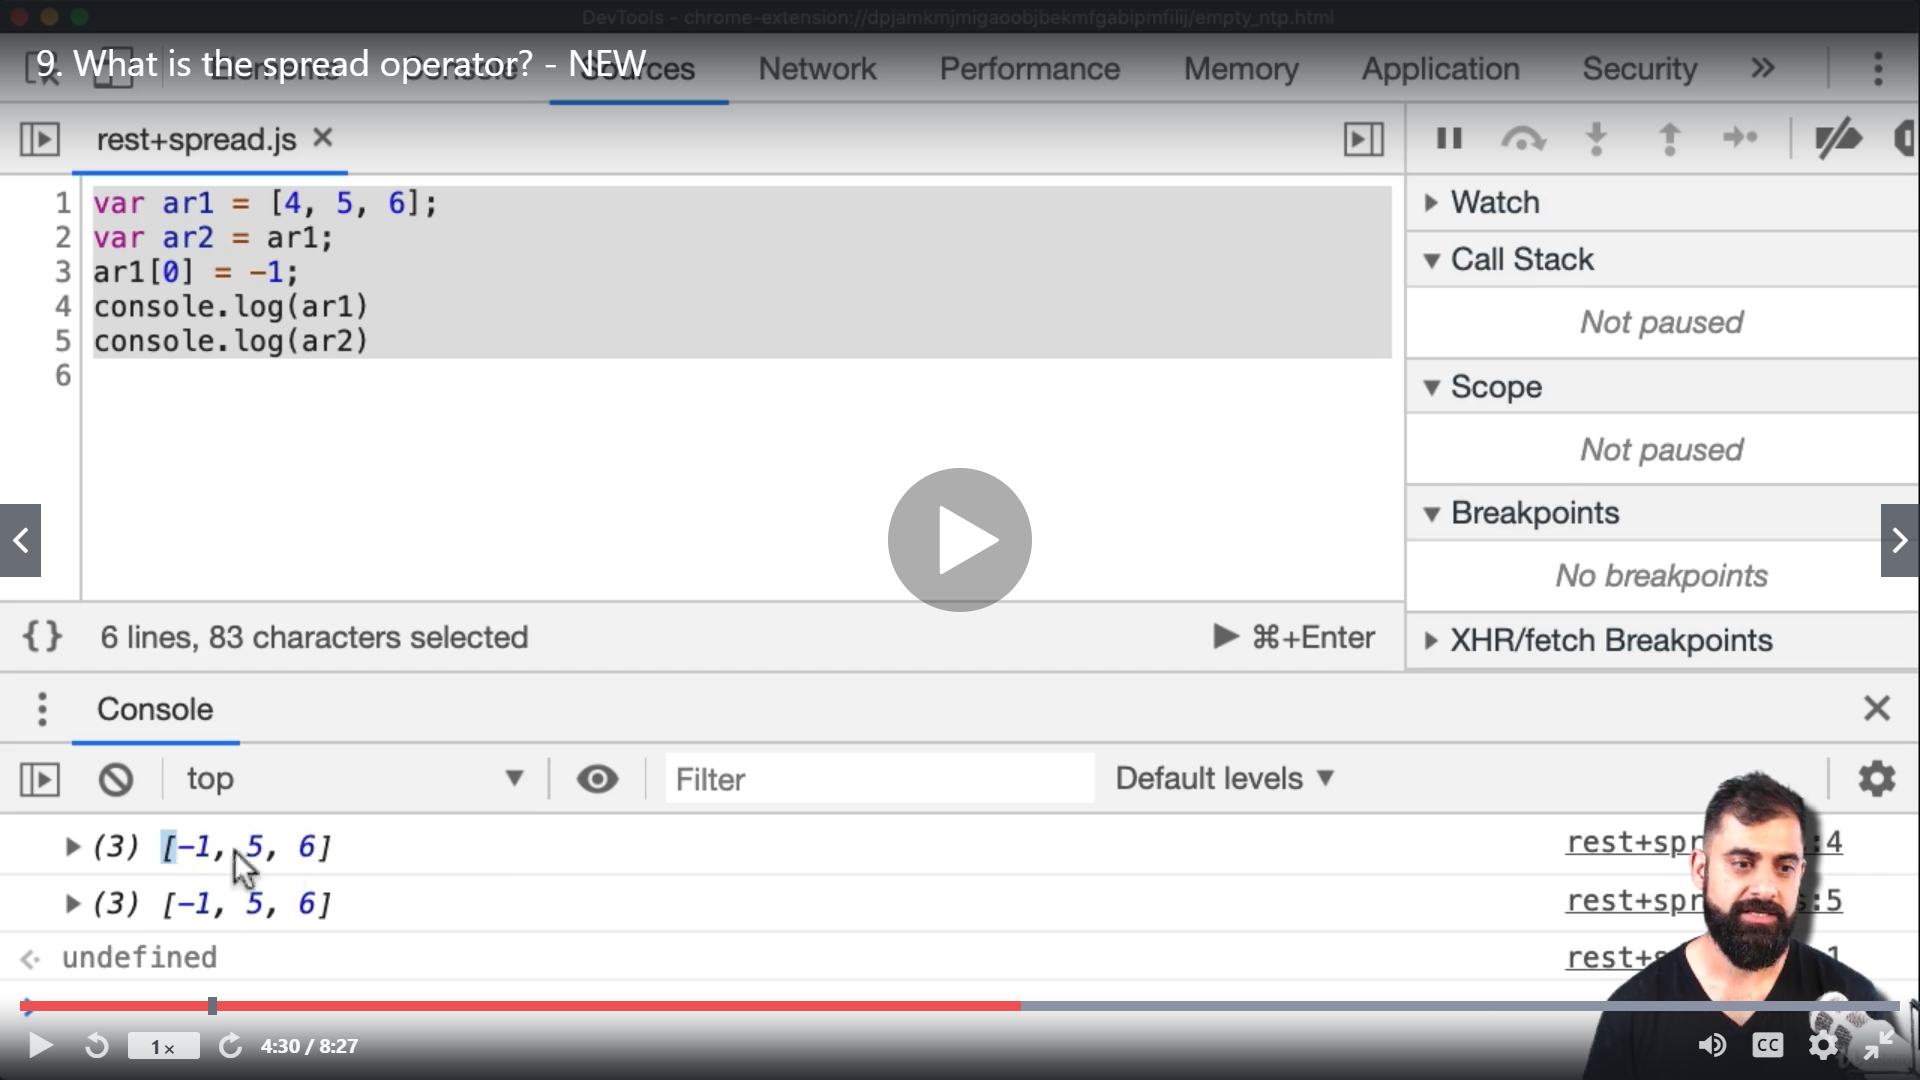 DevTools - chrome-extension://dpjamkmjmigaoobjbekmfgabipmfilij/empty_ntp.html
9. What is the spread operator? - NEW
Elements Console Sources Network Performance Memory Application Security »
rest+spread.js ×
1 var ar1 = [4, 5, 6];
2 var ar2 = ar1;
3 ar1[0] = -1;
4 console.log(ar1)
5 console.log(ar2)
6
Watch
Call Stack
Not paused
Scope
Not paused
Breakpoints
No breakpoints
XHR/fetch Breakpoints
{} 6 lines, 83 characters selected
⌘+Enter
Console
top
Filter
Default levels
(3) [-1, 5, 6] rest+spr :4
(3) [-1, 5, 6] rest+spr s:5
undefined rest+s 1
1x
4:30 / 8:27
CC